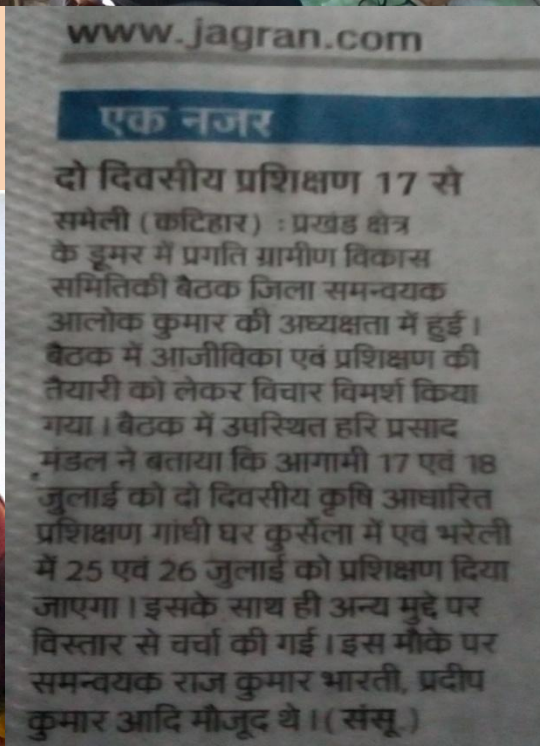 www.jagran.com
एक नजर
दो दिवसीय प्रशिक्षण 17 से
समेली (कटिहार) : प्रखंड क्षेत्र
के डूमर में प्रगति ग्रामीण विकास
समितिकी बैठक जिला समन्वयक
आलोक कुमार की अध्यक्षता में हुई।
बैठक में आजीविका एवं प्रशिक्षण की
तैयारी को लेकर विचार विमर्श किया
गया। बैठक में उपस्थित हरि प्रसाद
मंडल ने बताया कि आगामी 17 एवं 18
जुलाई को दो दिवसीय कृषि आधारित
प्रशिक्षण गांधी घर कुर्सेला में एवं भरेली
में 25 एवं 26 जुलाई को प्रशिक्षण दिया
जाएगा। इसके साथ ही अन्य मुद्दे पर
विस्तार से चर्चा की गई। इस मौके पर
समन्वयक राज कुमार भारती, प्रदीप
कुमार आदि मौजूद थे। (संसू.)